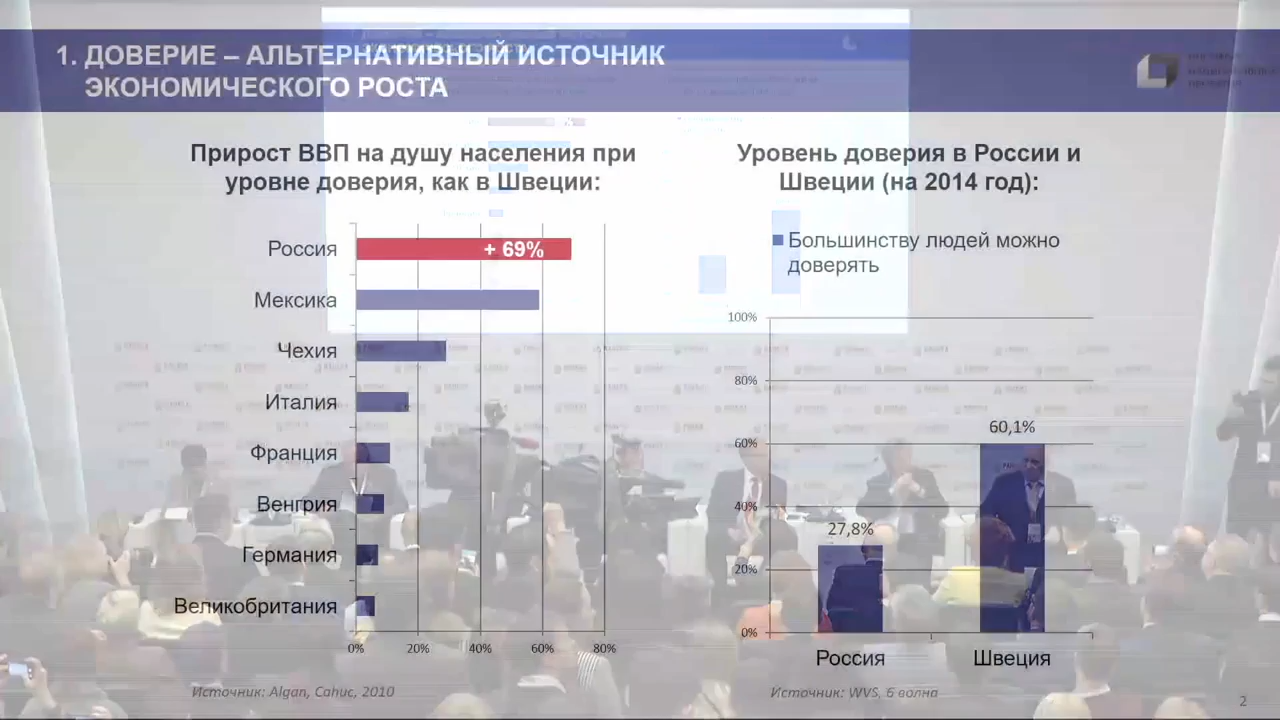 1. ДОВЕРИЕ – АЛЬТЕРНАТИВНЫЙ ИСТОЧНИК
ЭКОНОМИЧЕСКОГО РОСТА
Прирост ВВП на душу населения при
уровне доверия, как в Швеции:
Россия
+ 69%
Мексика
Чехия
Италия
Франция
Венгрия
Германия
Великобритания
0% 20% 40% 60% 80%
Источник: Algan, Cahuc, 2010
Уровень доверия в России и
Швеции (на 2014 год):
Большинству людей можно
доверять
100%
80%
60%
40%
20%
0%
27,8%
60,1%
Россия Швеция
Источник: WVS, 6 волна
2